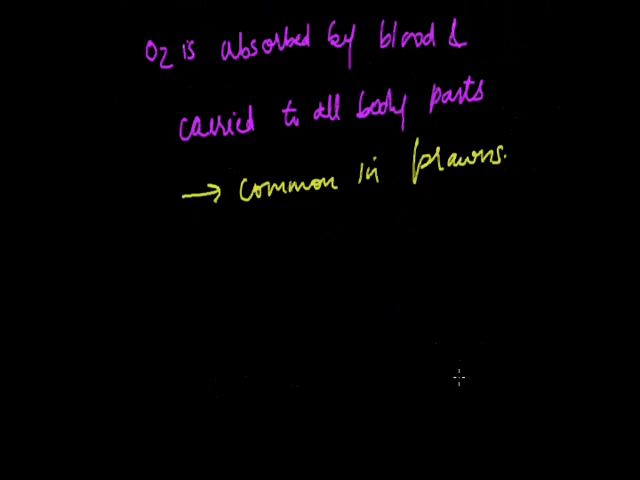 O2 is absorbed by blood &
carried to all body parts
→ common in prawns.